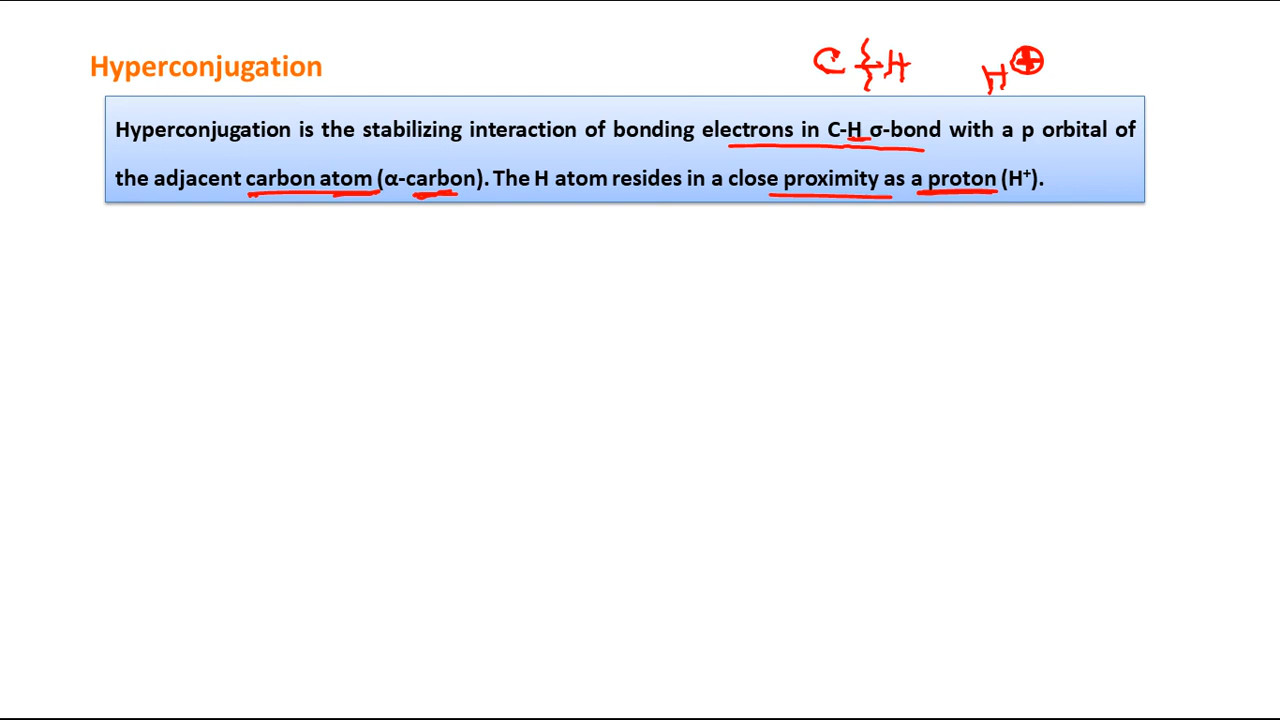 Hyperconjugation
C H H⊕
Hyperconjugation is the stabilizing interaction of bonding electrons in C-H σ-bond with a p orbital of
the adjacent carbon atom (α-carbon). The H atom resides in a close proximity as a proton (H⁺).